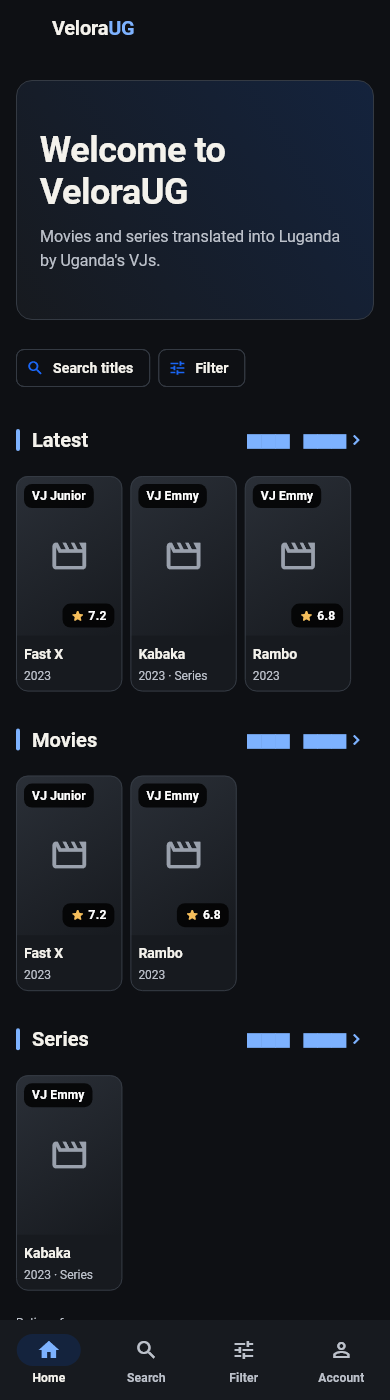 VeloraUG
Welcome to
VeloraUG
Movies and series translated into Luganda
by Uganda's VJs.
Search titles
Filter
Latest
VJ Junior
VJ Emmy
VJ Emmy
7.2
6.8
Fast X
Kabaka
Rambo
2023
2023 · Series
2023
Movies
VJ Junior
VJ Emmy
7.2
6.8
Fast X
Rambo
2023
2023
Series
VJ Emmy
Kabaka
2023 · Series
Home
Search
Filter
Account